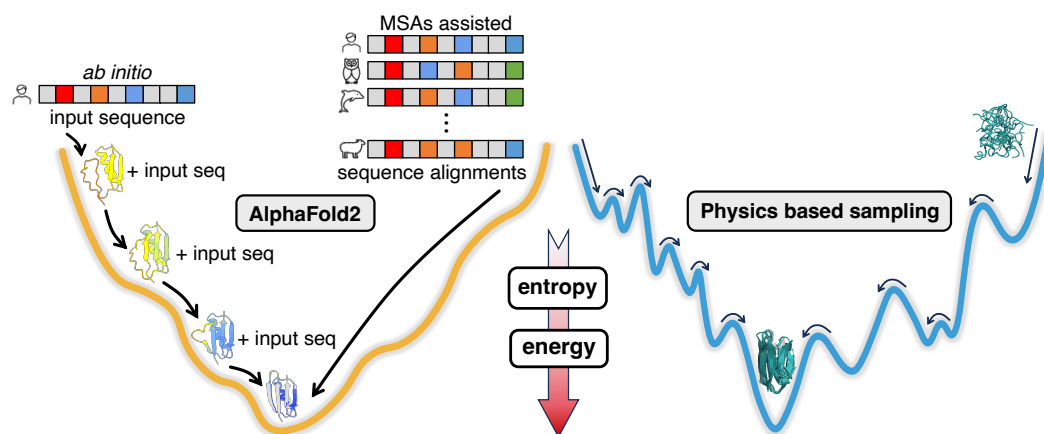 MSAs assisted
ab initio
input sequence
+ input seq
sequence alignments
AlphaFold2
+ input seq
+ input seq
Physics based sampling
entropy
energy